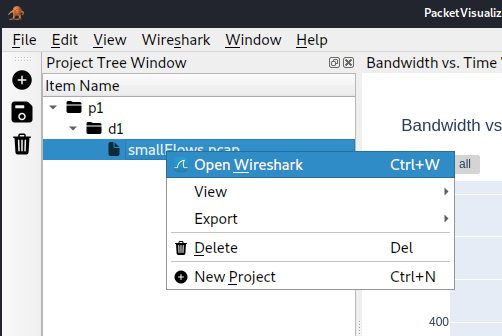 PacketVisualiz
File Edit View Wireshark Window Help
Project Tree Window
Bandwidth vs. Time
Item Name
p1
d1
Bandwidth vs
smallFlows.pcap
Open Wireshark Ctrl+W
all
View
Export
Delete Del
New Project Ctrl+N
400